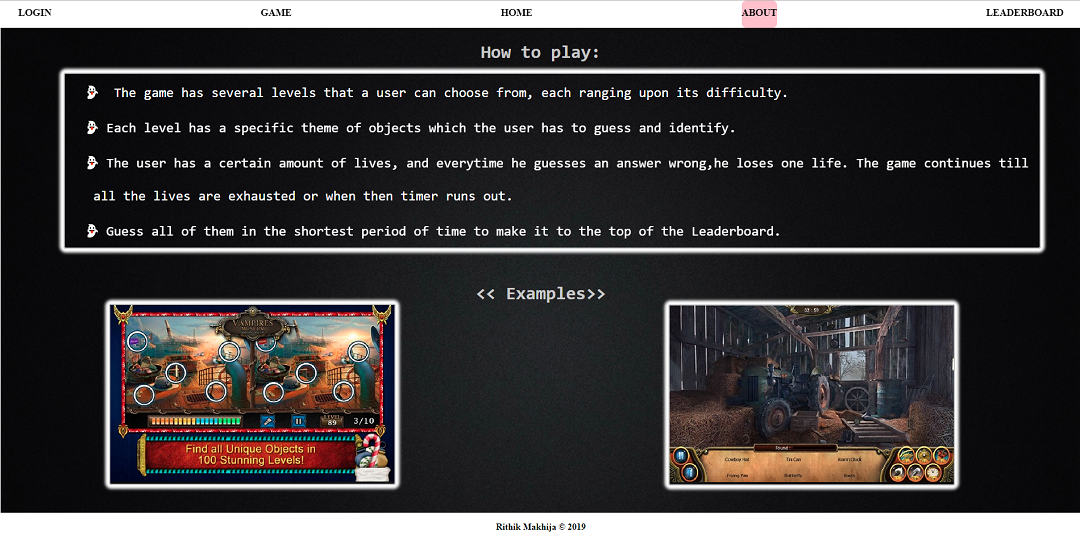 LOGIN GAME HOME ABOUT LEADERBOARD
How to play:
The game has several levels that a user can choose from, each ranging upon its difficulty.
Each level has a specific theme of objects which the user has to guess and identify.
The user has a certain amount of lives, and everytime he guesses an answer wrong,he loses one life. The game continues till
all the lives are exhausted or when then timer runs out.
Guess all of them in the shortest period of time to make it to the top of the Leaderboard.
<< Examples>>
VAMPIRES
LEVEL
89
3/10
Find all Unique Objects in
100 Stunning Levels!
Found :
Cowboy Hat Tin Can Alarm Clock
Frying Pan Butterfly
Rithik Makhija © 2019